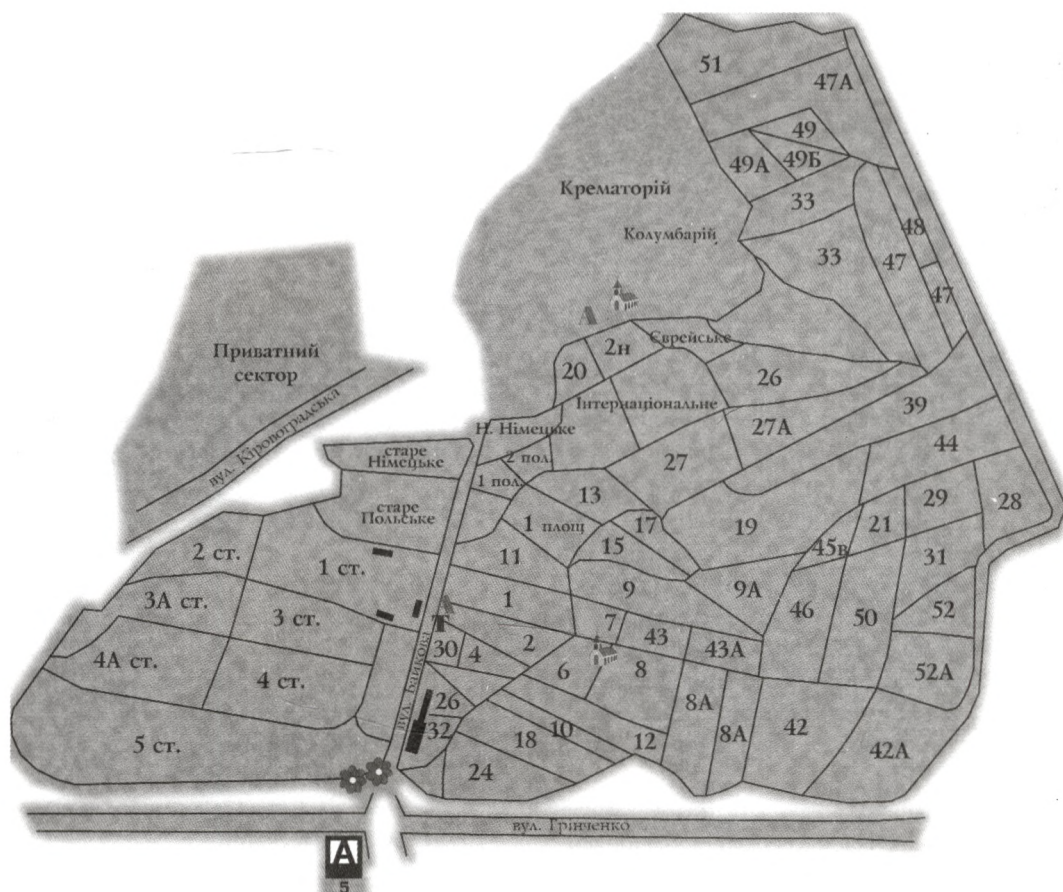 51
47А
49
49А
49Б
33
Крематорій
Колумбарій
33
48
47
47
Єврейське
2н
20
26
Приватний
сектор
вул. Кіровоградська
Інтернаціональне
39
27А
Н. Німецьке
2 пол.
1 пол.
старе
Німецьке
старе
Польське
27
44
13
1 площ
17
15
19
29
28
21
45в
31
2 ст.
1 ст.
11
9
9А
46
50
52
3А ст.
3 ст.
1
7
43
43А
4А ст.
4 ст.
вул. Байкова
30
4
2
6
8
52А
8А
8А
42
42А
26
32
5 ст.
18
10
12
24
вул. Грінченко
А
5